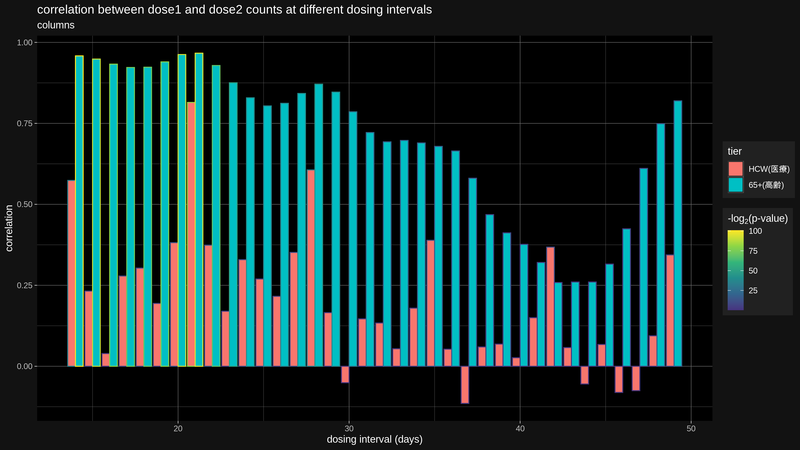 correlation between dose1 and dose2 counts at different dosing intervals
columns
1.00
0.75
0.50
0.25
0.00
correlation
20
30
40
50
dosing interval (days)
tier
HCW(医療)
65+(高齢)
-log2(p-value)
100
75
50
25